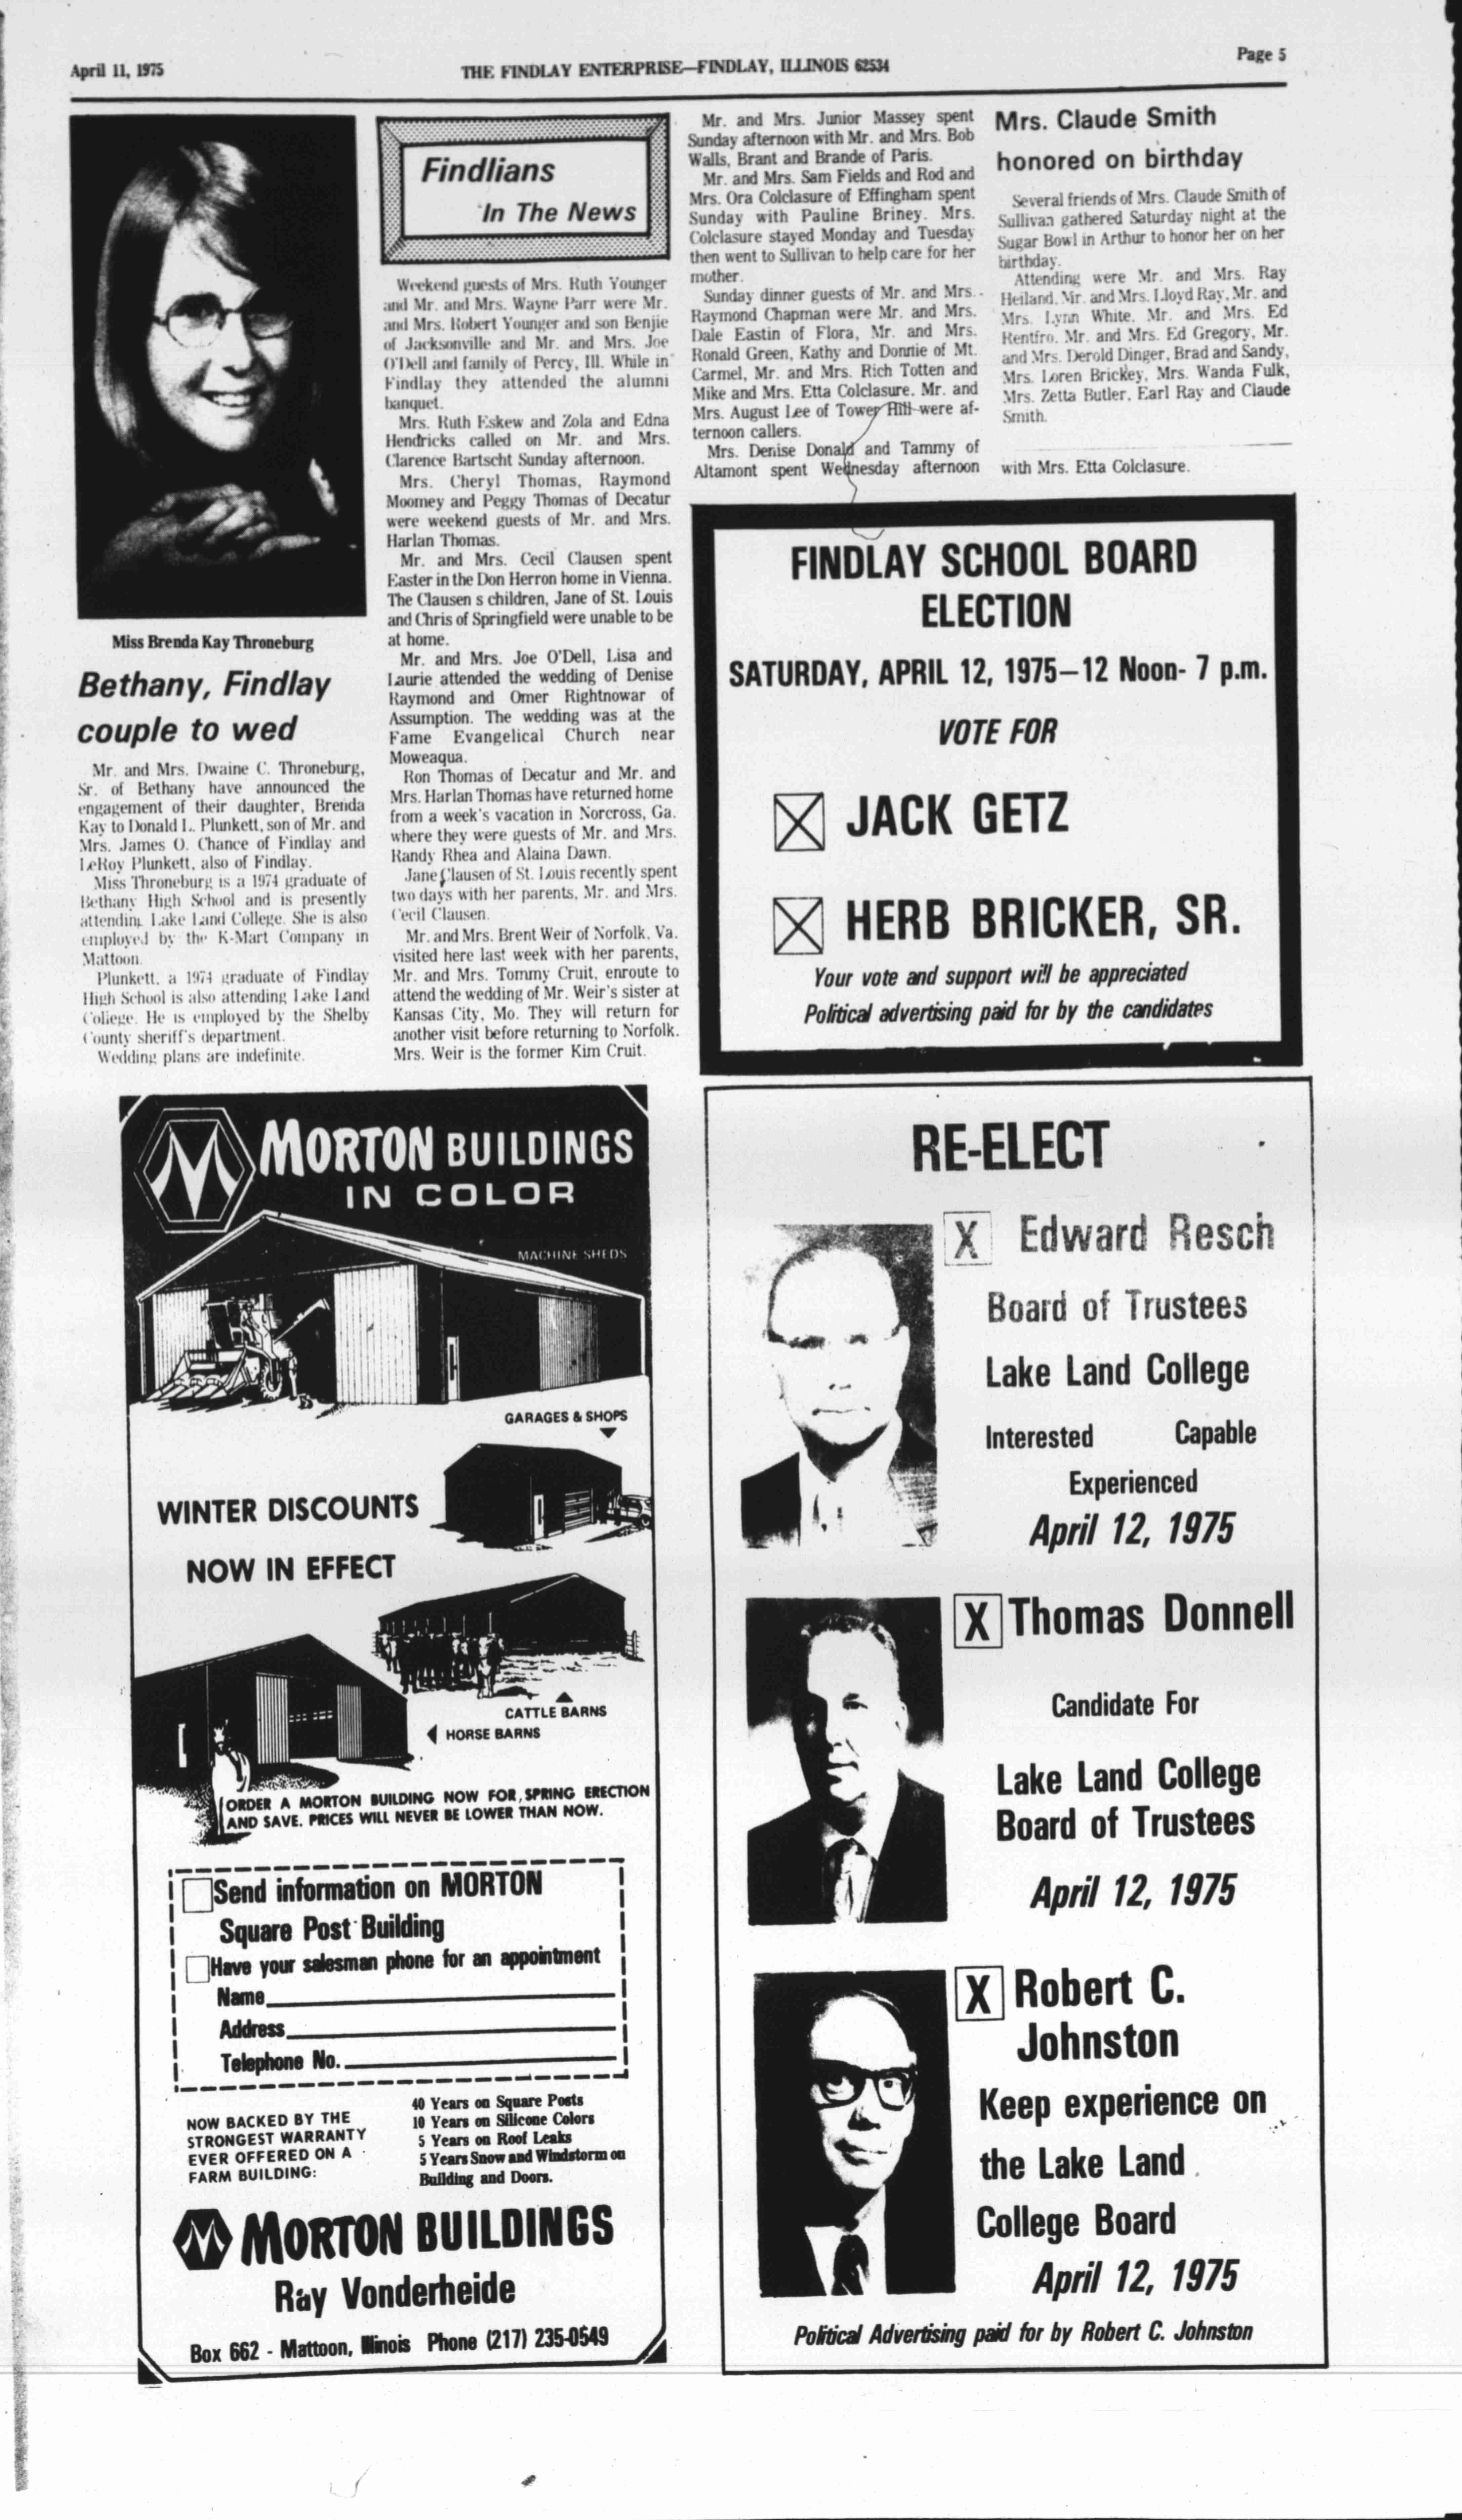 April 11, 1975
THE FINDLAY ENTERPRISE—FINDLAY, ILLINOIS 62534
Page 5
Miss Brenda Kay Throneburg
Bethany, Findlay
couple to wed
Mr. and Mrs. Dwaine C. Throneburg,
Sr. of Bethany have announced the
engagement of their daughter, Brenda
Kay to Donald L. Plunkett, son of Mr. and
Mrs. James O. Chance of Findlay and
LeRoy Plunkett, also of Findlay.
Miss Throneburg is a 1974 graduate of
Bethany High School and is presently
attending Lake Land College. She is also
employed by the K-Mart Company in
Mattoon.
Plunkett, a 1974 graduate of Findlay
High School is also attending Lake Land
College. He is employed by the Shelby
County sheriff's department.
Wedding plans are indefinite.
Findlians
In The News
Weekend guests of Mrs. Ruth Younger
and Mr. and Mrs. Wayne Parr were Mr.
and Mrs. Robert Younger and son Benjie
of Jacksonville and Mr. and Mrs. Joe
O'Dell and family of Percy, Ill. While in
Findlay they attended the alumni
banquet.
Mrs. Ruth Eskew and Zola and Edna
Hendricks called on Mr. and Mrs.
Clarence Bartscht Sunday afternoon.
Mrs. Cheryl Thomas, Raymond
Moomey and Peggy Thomas of Decatur
were weekend guests of Mr. and Mrs.
Harlan Thomas.
Mr. and Mrs. Cecil Clausen spent
Easter in the Don Herron home in Vienna.
The Clausen s children, Jane of St. Louis
and Chris of Springfield were unable to be
at home.
Mr. and Mrs. Joe O'Dell, Lisa and
Laurie attended the wedding of Denise
Raymond and Omer Rightnowar of
Assumption. The wedding was at the
Fame Evangelical Church near
Moweaqua.
Ron Thomas of Decatur and Mr. and
Mrs. Harlan Thomas have returned home
from a week's vacation in Norcross, Ga.
where they were guests of Mr. and Mrs.
Randy Rhea and Alaina Dawn.
Jane Clausen of St. Louis recently spent
two days with her parents, Mr. and Mrs.
Cecil Clausen.
Mr. and Mrs. Brent Weir of Norfolk, Va.
visited here last week with her parents,
Mr. and Mrs. Tommy Cruit, enroute to
attend the wedding of Mr. Weir's sister at
Kansas City, Mo. They will return for
another visit before returning to Norfolk.
Mrs. Weir is the former Kim Cruit.
Mr. and Mrs. Junior Massey spent
Sunday afternoon with Mr. and Mrs. Bob
Walls, Brant and Brande of Paris.
Mr. and Mrs. Sam Fields and Rod and
Mrs. Ora Colclasure of Effingham spent
Sunday with Pauline Briney. Mrs.
Colclasure stayed Monday and Tuesday
then went to Sullivan to help care for her
mother.
Sunday dinner guests of Mr. and Mrs.
Raymond Chapman were Mr. and Mrs.
Dale Eastin of Flora, Mr. and Mrs.
Ronald Green, Kathy and Donnie of Mt.
Carmel, Mr. and Mrs. Rich Totten and
Mike and Mrs. Etta Colclasure. Mr. and
Mrs. August Lee of Tower Hill were af-
ternoon callers.
Mrs. Denise Donald and Tammy of
Altamont spent Wednesday afternoon
with Mrs. Etta Colclasure.
Mrs. Claude Smith
honored on birthday
Several friends of Mrs. Claude Smith of
Sullivan gathered Saturday night at the
Sugar Bowl in Arthur to honor her on her
birthday.
Attending were Mr. and Mrs. Ray
Heiland, Mr. and Mrs. Lloyd Ray, Mr. and
Mrs. Lynn White, Mr. and Mrs. Ed
Rentfro, Mr. and Mrs. Ed Gregory, Mr.
and Mrs. Derold Dinger, Brad and Sandy,
Mrs. Loren Brickey, Mrs. Wanda Fulk,
Mrs. Zetta Butler, Earl Ray and Claude
Smith.
FINDLAY SCHOOL BOARD
ELECTION
SATURDAY, APRIL 12, 1975–12 Noon- 7 p.m.
VOTE FOR
X JACK GETZ
X HERB BRICKER, SR.
Your vote and support will be appreciated
Political advertising paid for by the candidates
MORTON BUILDINGS
IN COLOR
MACHINE SHEDS
GARAGES & SHOPS
WINTER DISCOUNTS
NOW IN EFFECT
CATTLE BARNS
HORSE BARNS
ORDER A MORTON BUILDING NOW FOR SPRING ERECTION
AND SAVE. PRICES WILL NEVER BE LOWER THAN NOW.
Send information on MORTON
Square Post Building
Have your salesman phone for an appointment
Name
Address
Telephone No.
NOW BACKED BY THE
STRONGEST WARRANTY
EVER OFFERED ON A
FARM BUILDING:
40 Years on Square Posts
10 Years on Silicone Colors
5 Years on Roof Leaks
5 Years Snow and Windstorm on
Building and Doors.
MORTON BUILDINGS
Ray Vonderheide
Box 662 - Mattoon, Illinois Phone (217) 235-0549
RE-ELECT
X Edward Resch
Board of Trustees
Lake Land College
Interested Capable
Experienced
April 12, 1975
X Thomas Donnell
Candidate For
Lake Land College
Board of Trustees
April 12, 1975
X Robert C.
Johnston
Keep experience on
the Lake Land
College Board
April 12, 1975
Political Advertising paid for by Robert C. Johnston